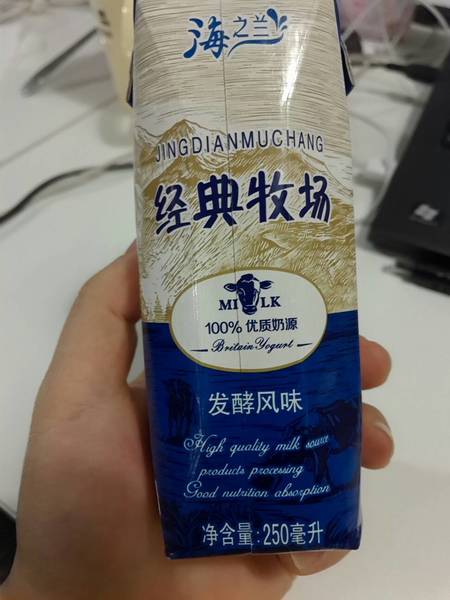 海之兰
JINGDIANMUCHANG
经典牧场
MILK
100% 优质奶源
Britain Yogurt
发酵风味
High quality milk source
products processing
Good nutrition absorption
净含量:250毫升